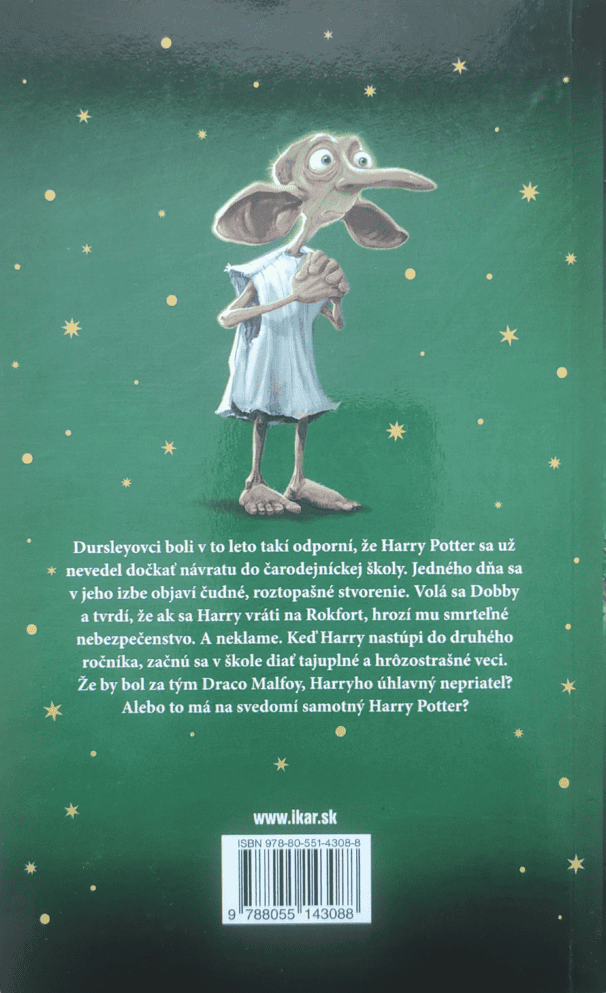 Dursleyovci boli v to leto takí odporní, že Harry Potter sa už
nevedel dočkať návratu do čarodejníckej školy. Jedného dňa sa
v jeho izbe objaví čudné, roztopašné stvorenie. Volá sa Dobby
a tvrdí, že ak sa Harry vráti na Rokfort, hrozí mu smrteľné
nebezpečenstvo. A neklame. Keď Harry nastúpi do druhého
ročníka, začnú sa v škole diať tajuplné a hrôzostrašné veci.
Že by bol za tým Draco Malfoy, Harryho úhlavný nepriateľ?
Alebo to má na svedomí samotný Harry Potter?
www.ikar.sk
ISBN 978-80-551-4308-8
9 788055 143088